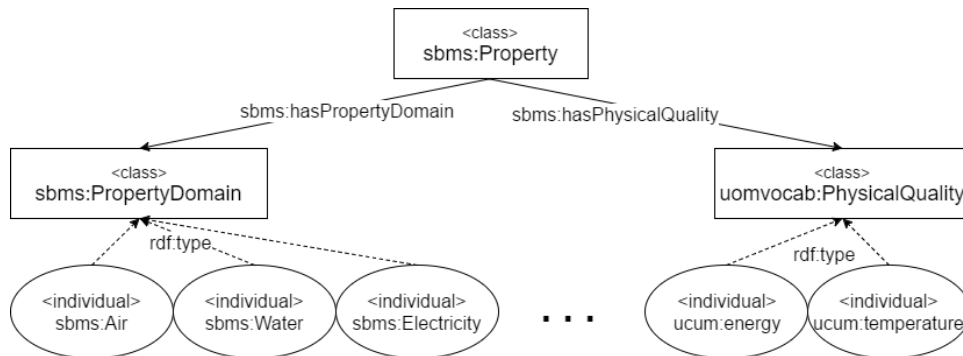 <class>
sbms:Property
sbms:hasPropertyDomain
sbms:hasPhysicalQuality
<class>
sbms:PropertyDomain
<class>
uomvocab:PhysicalQuality
rdf:type
rdf:type
<individual>
sbms:Air
<individual>
sbms:Water
<individual>
sbms:Electricity
. . .
<individual>
ucum:energy
<individual>
ucum:temperature